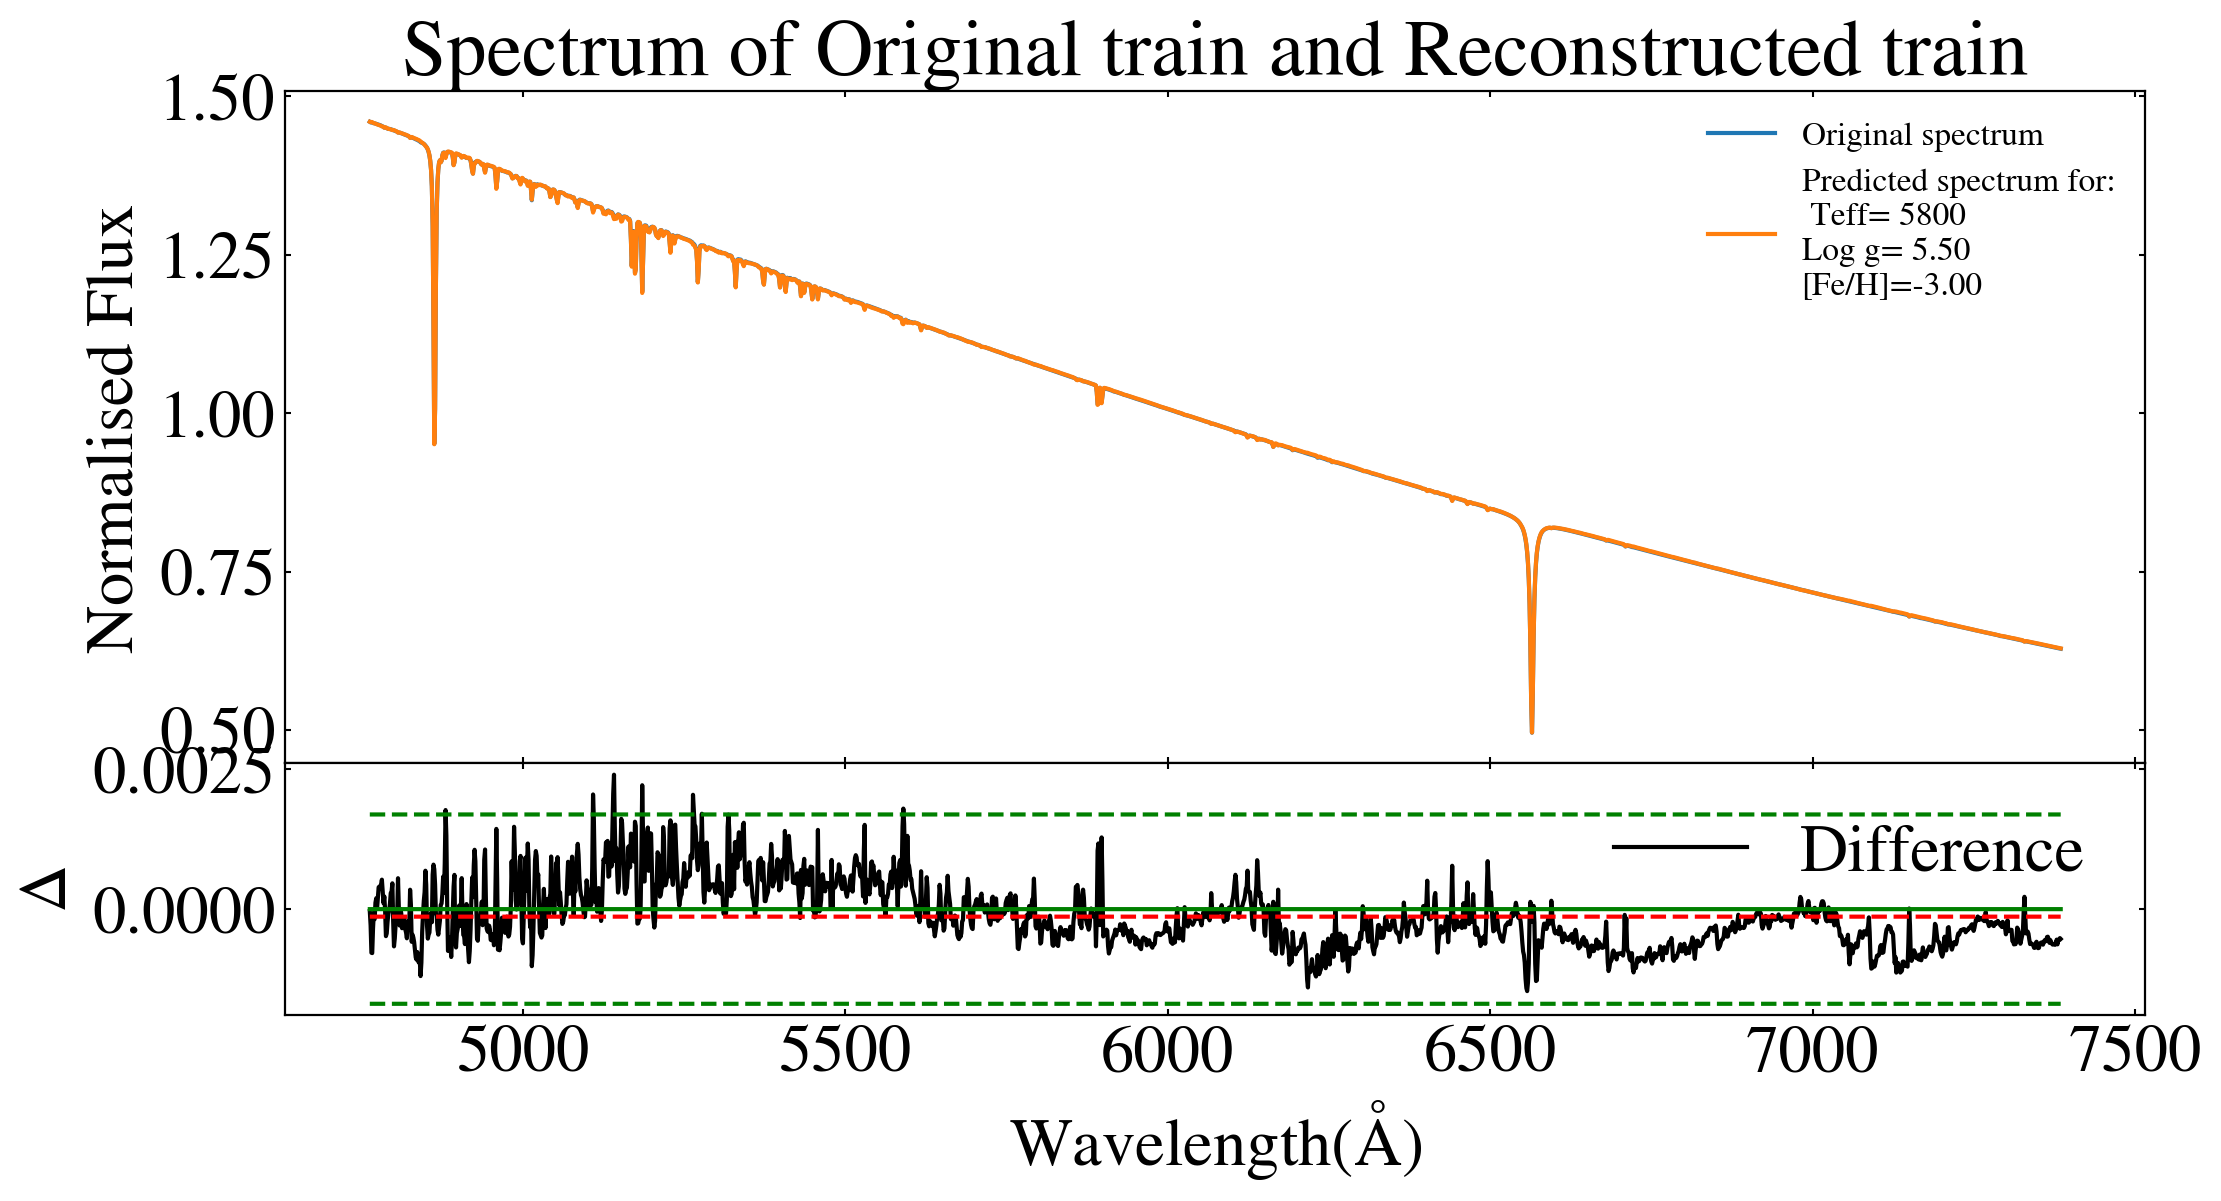 Spectrum of Original train and Reconstructed train
1.50
1.25
1.00
0.75
0.50
Normalised Flux
Original spectrum
Predicted spectrum for:
Teff= 5800
Log g= 5.50
[Fe/H]=-3.00
0.0025
0.0000
Δ
Difference
5000 5500 6000 6500 7000 7500
Wavelength(Å)